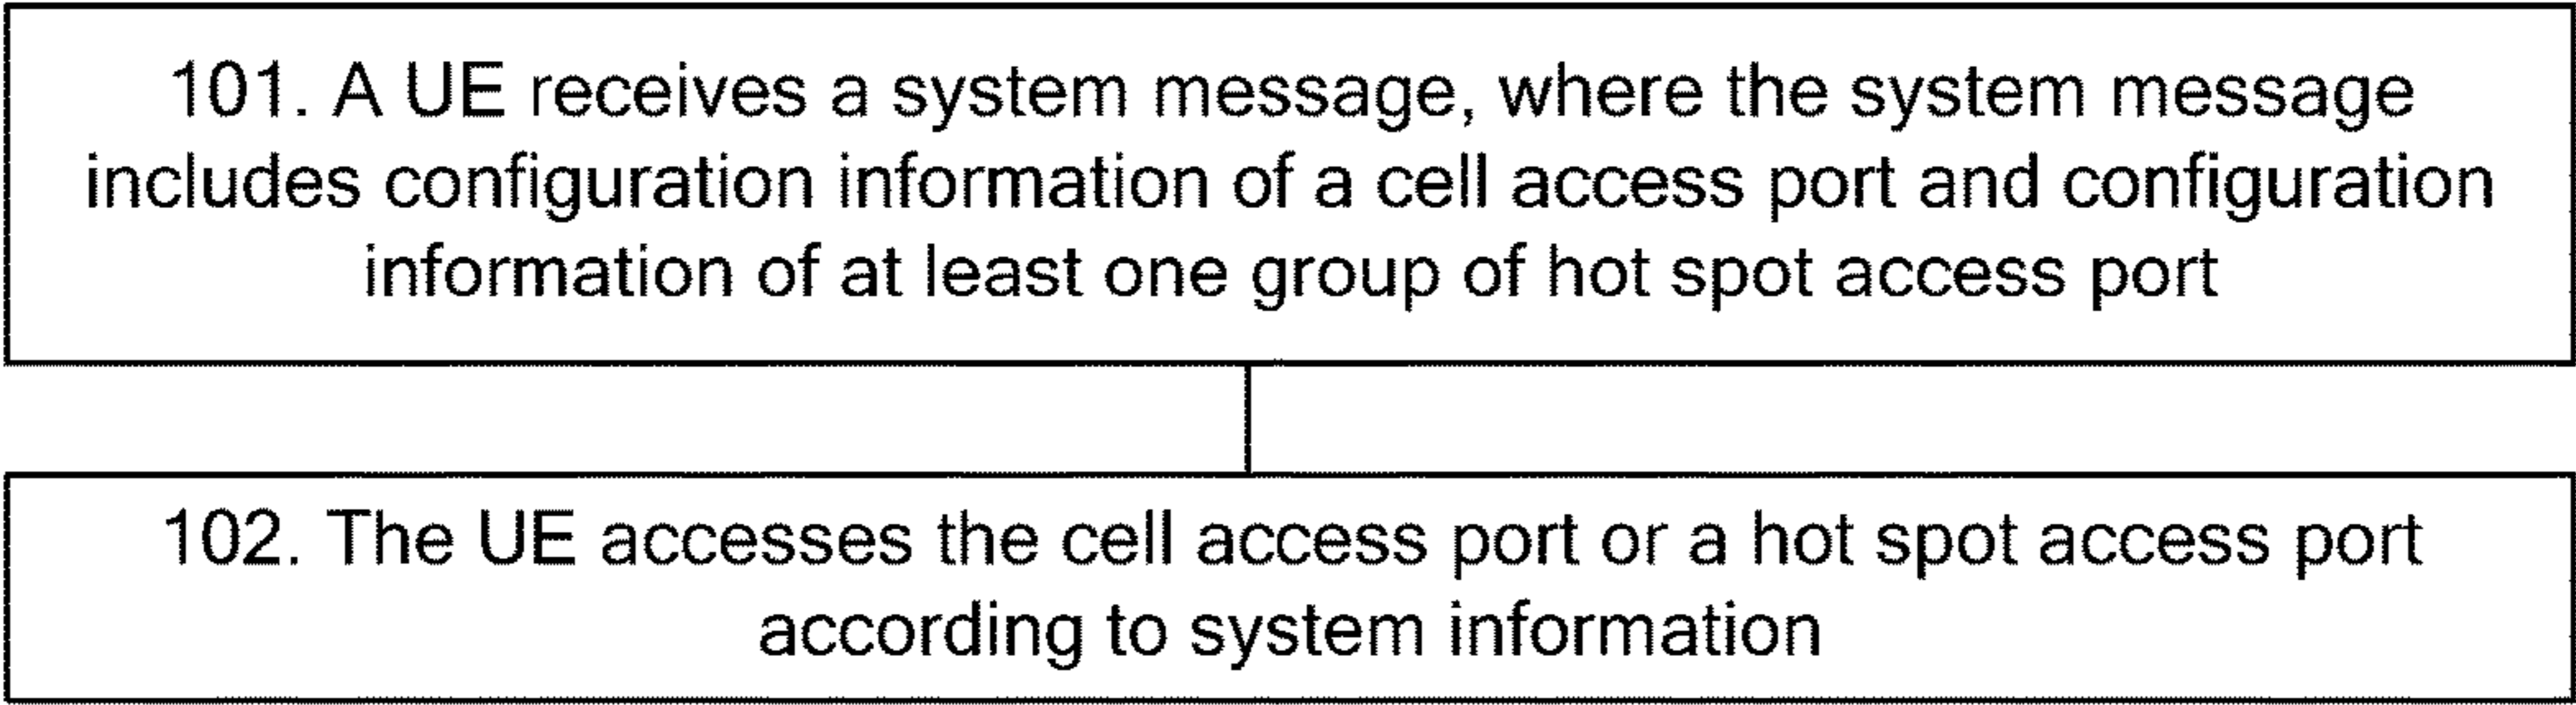 101. A UE receives a system message, where the system message
includes configuration information of a cell access port and configuration
information of at least one group of hot spot access port
102. The UE accesses the cell access port or a hot spot access port
according to system information